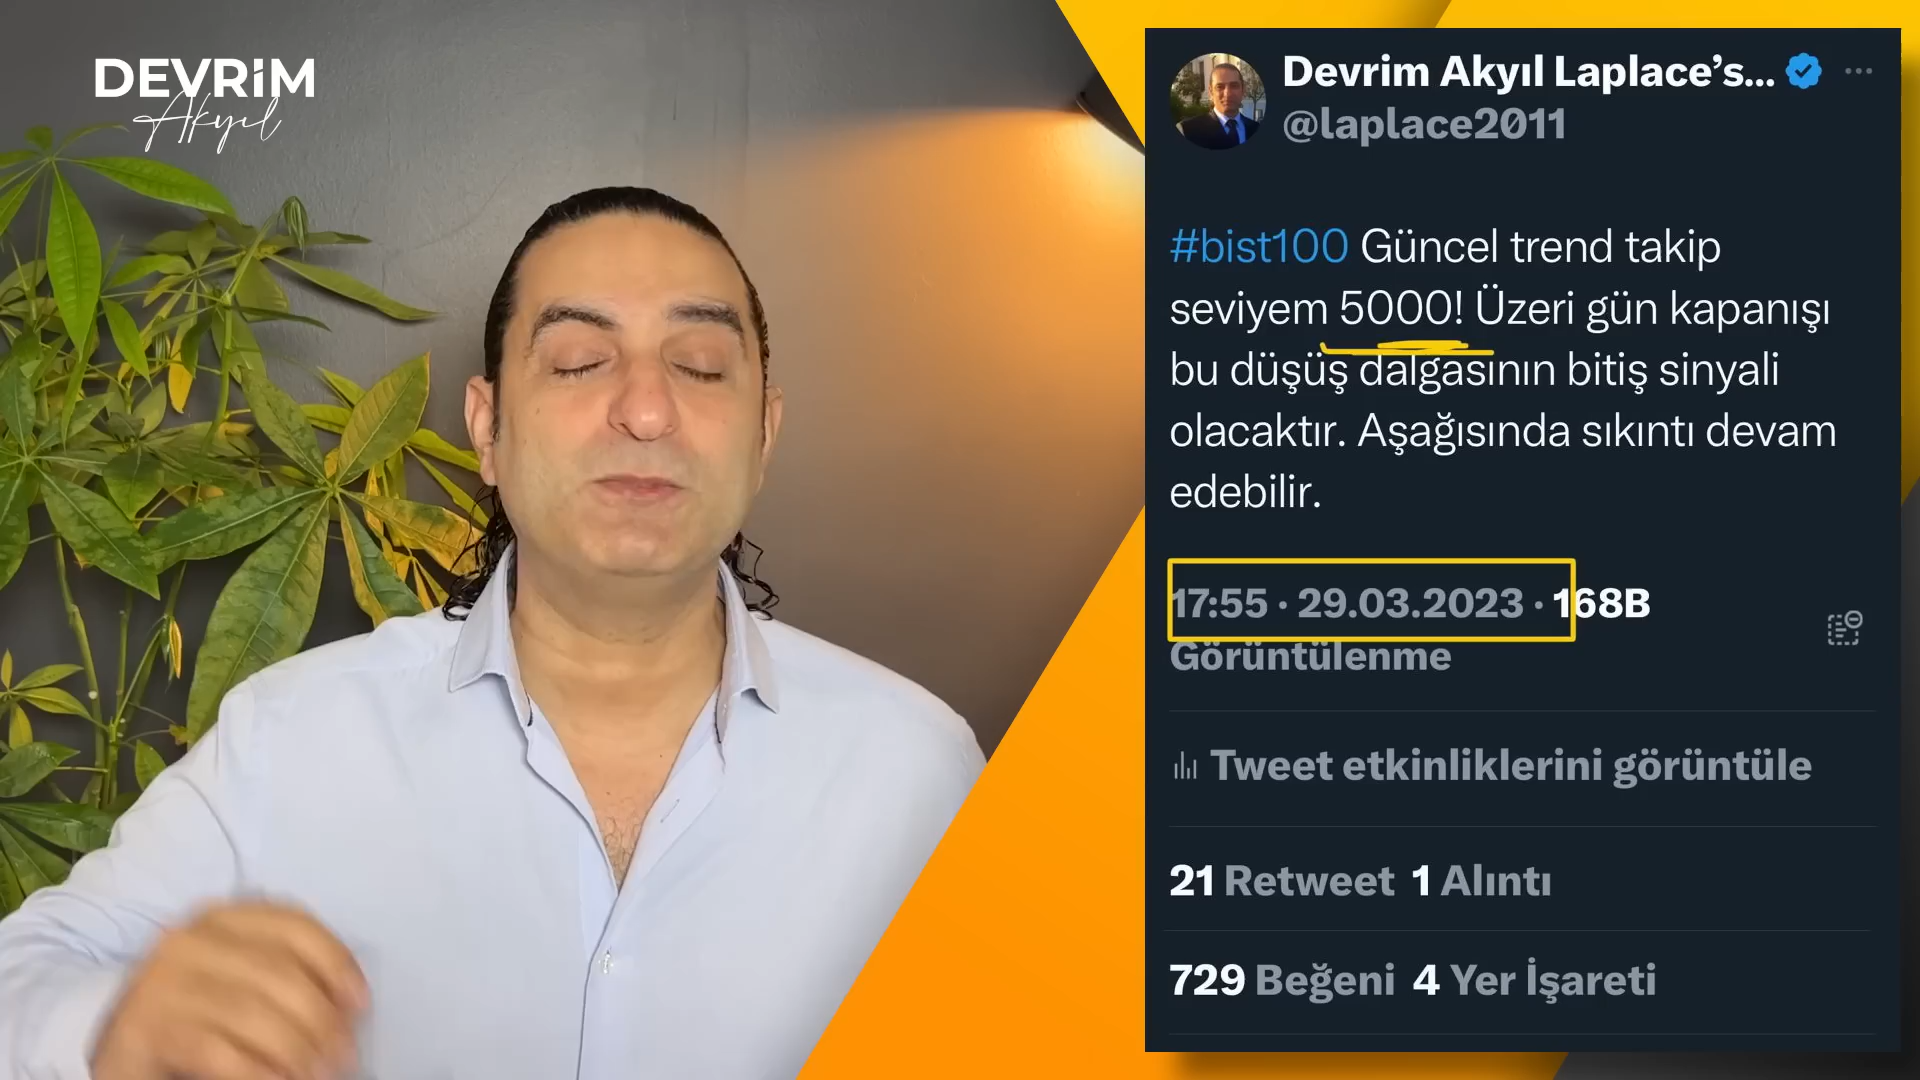 DEVRİM
Akyıl
Devrim Akyıl Laplace’s...
@laplace2011
#bist100 Güncel trend takip
seviyem 5000! Üzeri gün kapanışı
bu düşüş dalgasının bitiş sinyali
olacaktır. Aşağısında sıkıntı devam
edebilir.
17:55 · 29.03.2023 · 168B
Görüntülenme
Tweet etkinliklerini görüntüle
21 Retweet 1 Alıntı
729 Beğeni 4 Yer İşareti